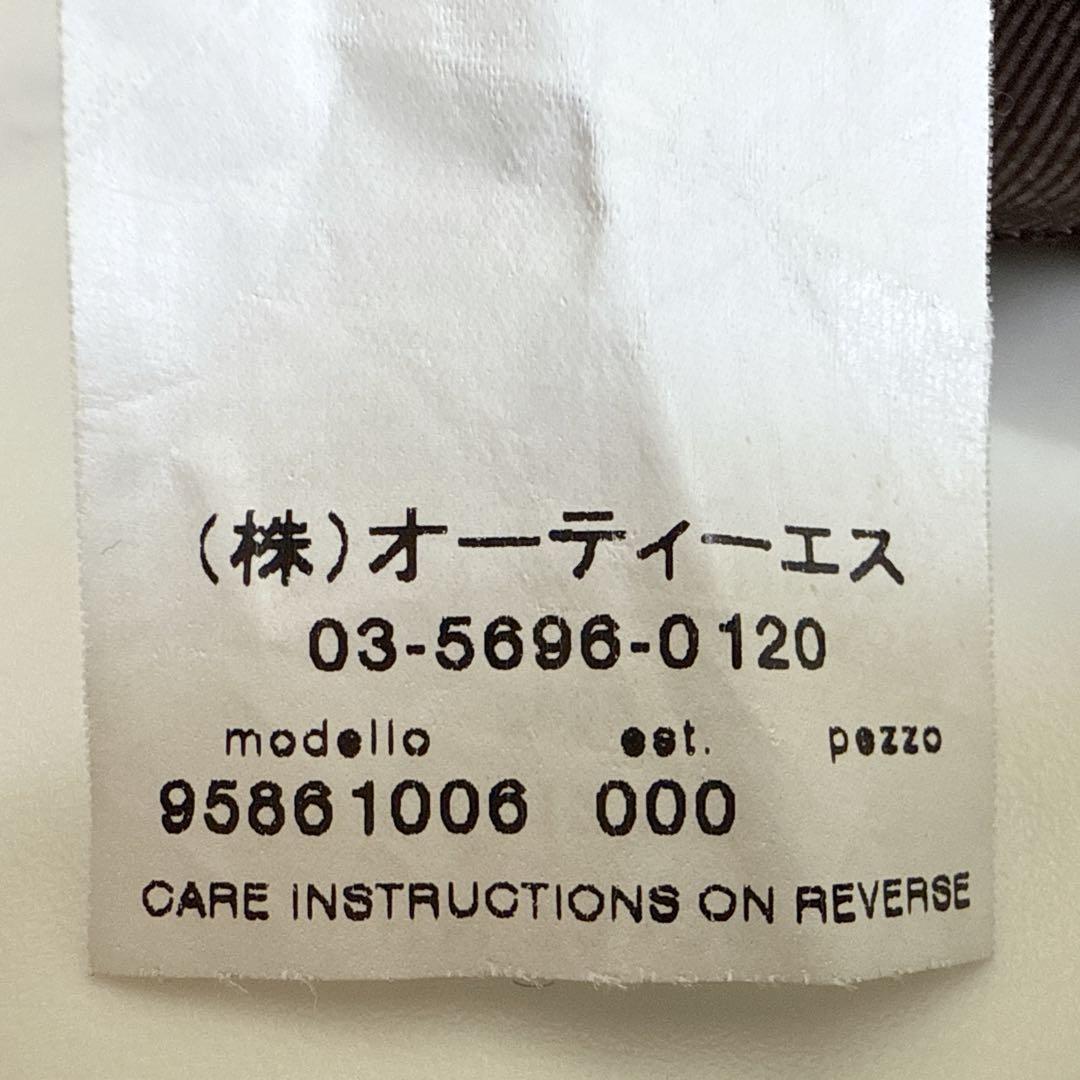 (株)オーティーエス
03-5696-0120
modello est. pezzo
95861006 000
CARE INSTRUCTIONS ON REVERSE